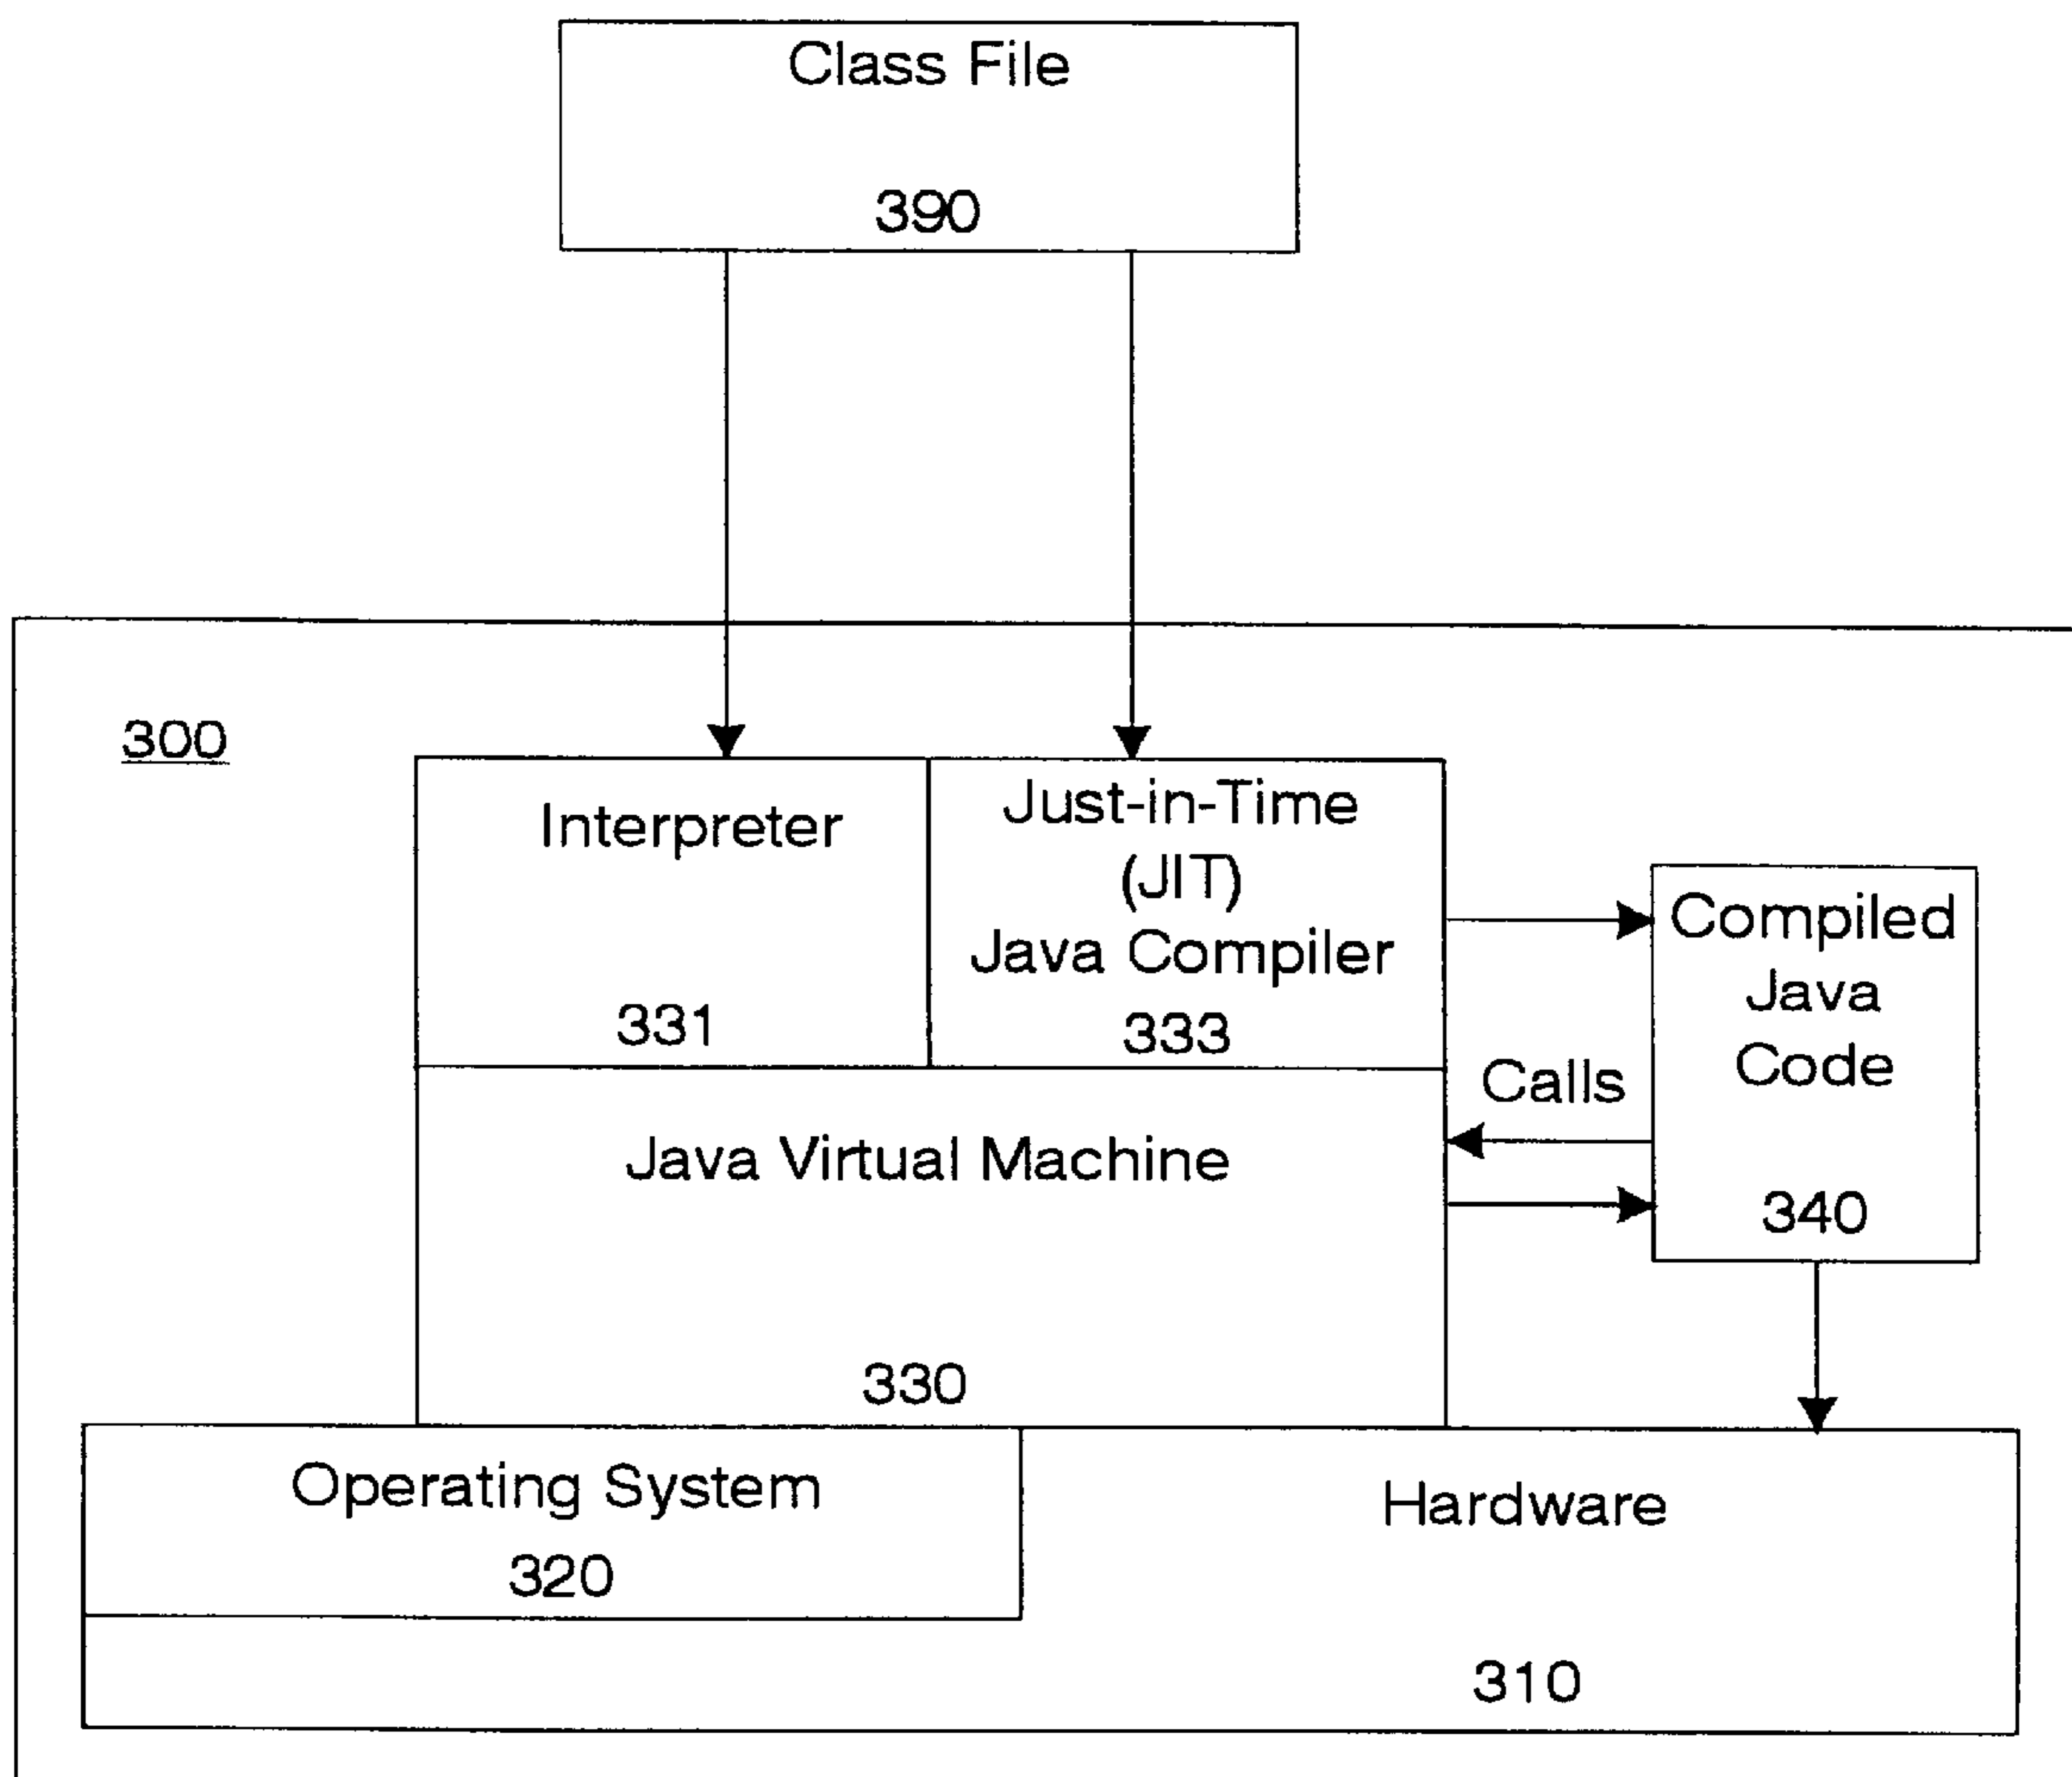 Class File
390
300
Interpreter
331
Just-in-Time
(JIT)
Java Compiler
333
Compiled
Java
Code
340
Calls
Java Virtual Machine
330
Operating System
320
Hardware
310